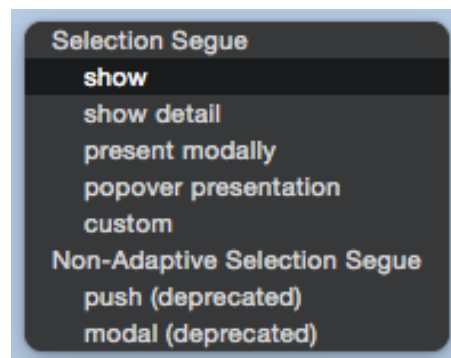 Selection Segue
show
show detail
present modally
popover presentation
custom
Non-Adaptive Selection Segue
push (deprecated)
modal (deprecated)